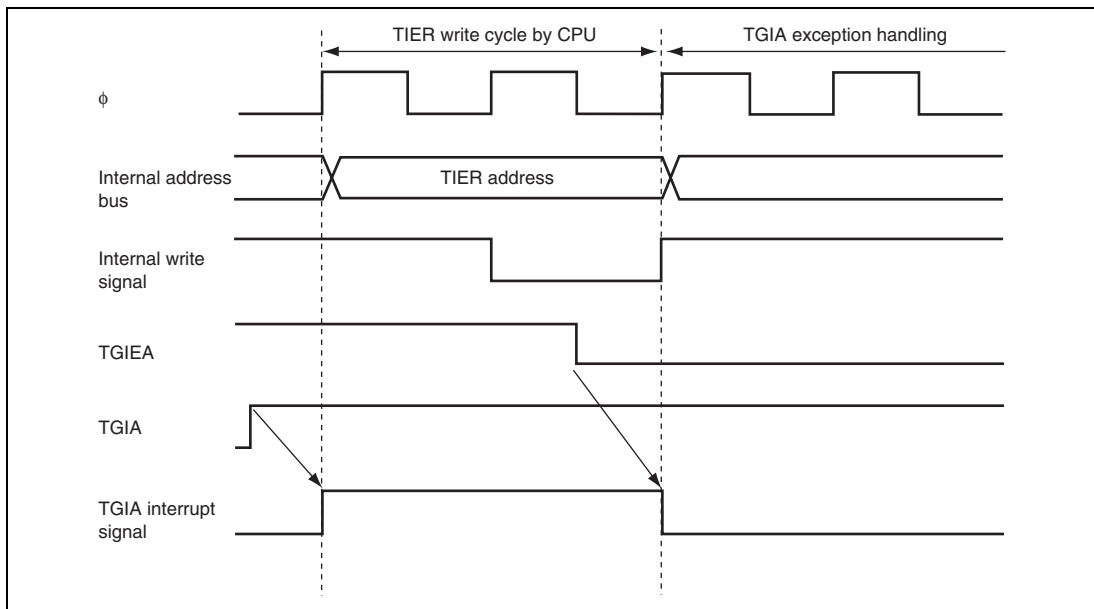 TIER write cycle by CPU
TGIA exception handling
ϕ
Internal address
bus
TIER address
Internal write
signal
TGIEA
TGIA
TGIA interrupt
signal